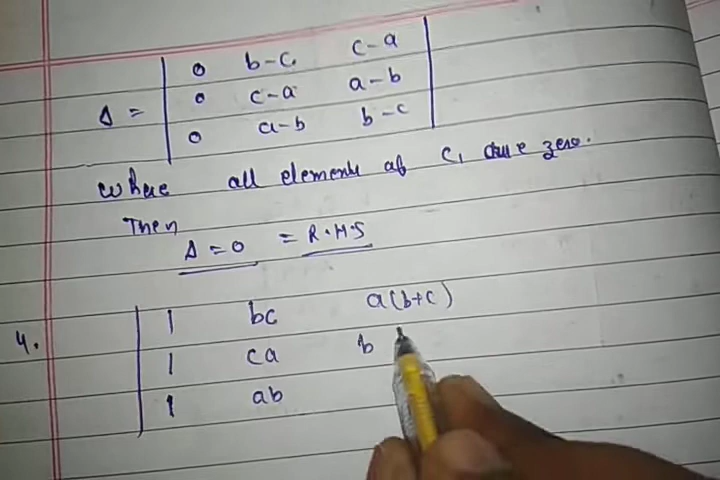 Δ = | 0 b-c c-a |
| 0 c-a a-b |
| 0 a-b b-c |
where all elements of C₁ are zero.
Then
Δ = 0 = R.H.S
4. | 1 bc a(b+c)
| 1 ca b
| 1 ab